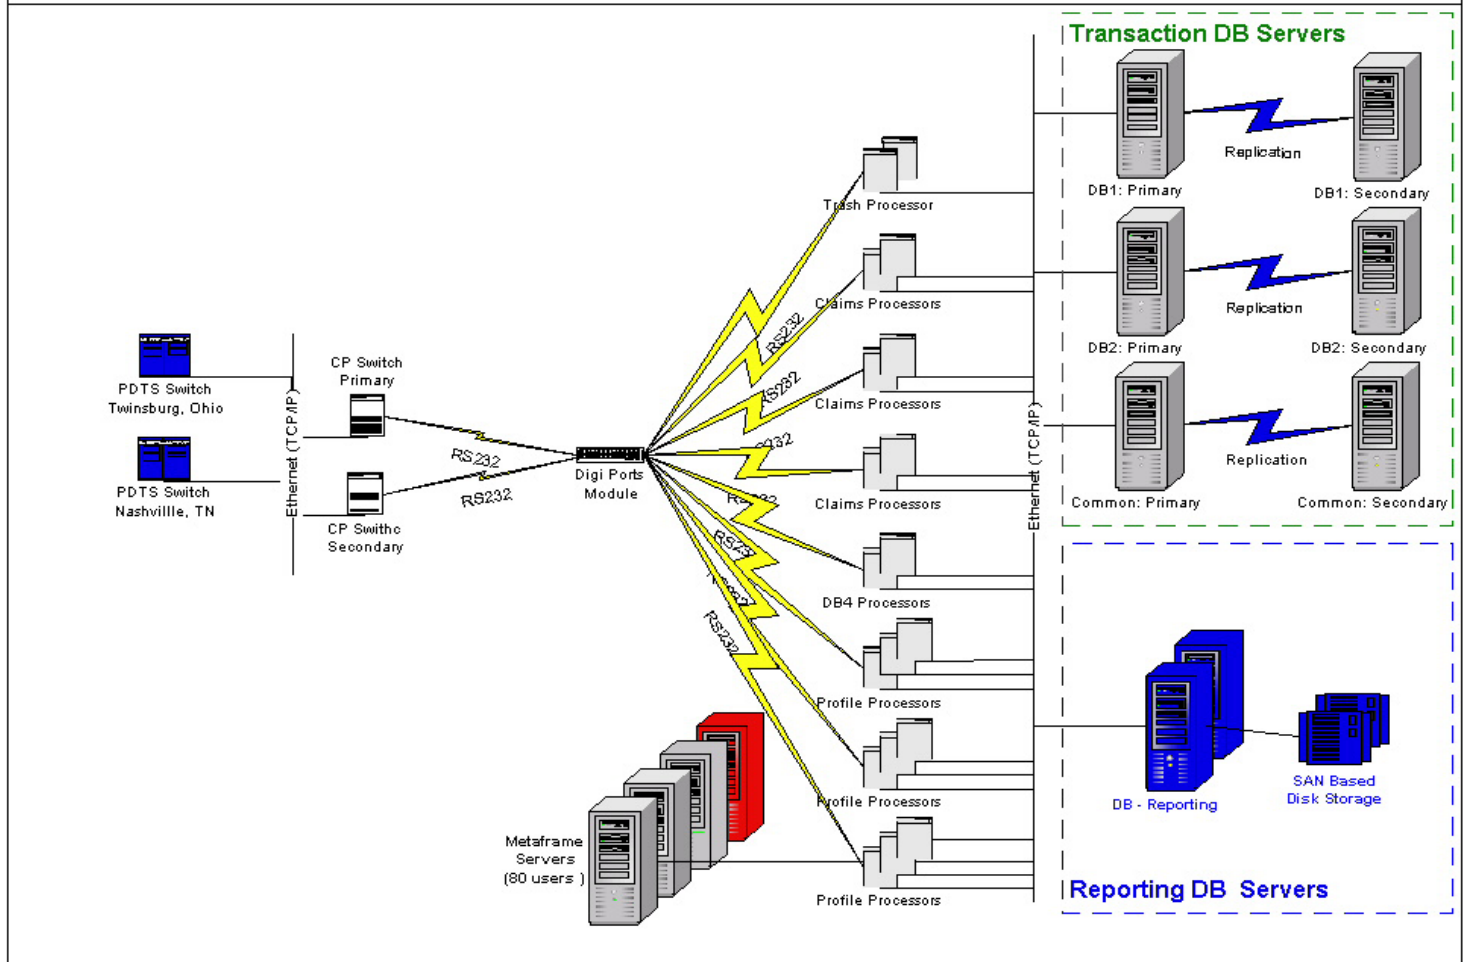 Transaction DB Servers
Replication
DB1: Primary
DB1: Secondary
Replication
DB2: Primary
DB2: Secondary
Replication
Common: Primary
Common: Secondary
Trash Processor
Claims Processors
Claims Processors
Claims Processors
DB4 Processors
Profile Processors
Profile Processors
Profile Processors
RS232
RS232
RS232
RS232
Ethernet (TCP/IP)
PDTS Switch
Twinsburg, Ohio
PDTS Switch
Nashvillle, TN
Ethernet (TCP/IP)
CP Switch
Primary
CP Swithc
Secondary
RS232
Digi Ports
Module
Metaframe
Servers
(80 users )
DB - Reporting
SAN Based
Disk Storage
Reporting DB Servers